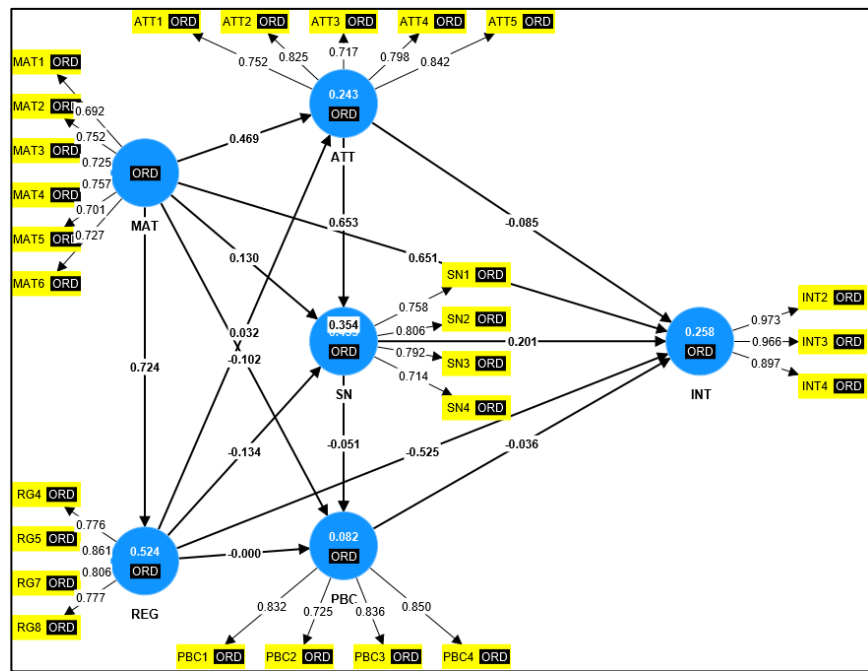 ATT1 ORD
ATT2 ORD
ATT3 ORD
ATT4 ORD
ATT5 ORD
0.752
0.825
0.717
0.798
0.842
MAT1 ORD
MAT2 ORD
MAT3 ORD
MAT4 ORD
MAT5 ORD
MAT6 ORD
0.692
0.752
0.725
0.757
0.701
0.727
ORD
MAT
0.243
ORD
ATT
0.469
0.653
-0.085
0.130
0.651
0.724
0.032
-0.102
0.354
ORD
SN
0.758
0.806
0.792
0.714
SN1 ORD
SN2 ORD
SN3 ORD
SN4 ORD
0.201
0.258
ORD
INT
0.973
0.966
0.897
INT2 ORD
INT3 ORD
INT4 ORD
-0.134
-0.051
-0.525
-0.036
-0.000
RG4 ORD
RG5 ORD
RG7 ORD
RG8 ORD
0.776
0.861
0.806
0.777
0.524
ORD
REG
0.082
ORD
PBC
0.832
0.725
0.836
0.850
PBC1 ORD
PBC2 ORD
PBC3 ORD
PBC4 ORD